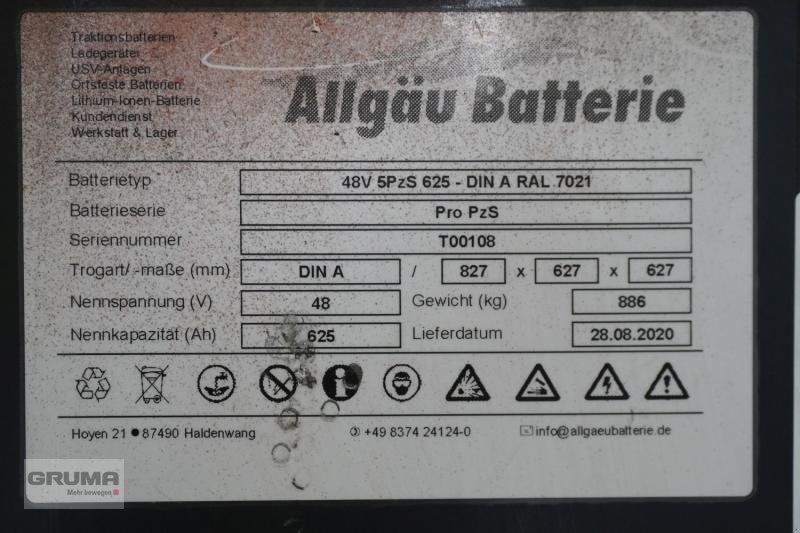 Traktionsbatterien
Ladegeräte
USV-Anlagen
Ortsfeste Batterien
Lithium-Ionen-Batterie
Kundendienst
Werkstatt & Lager
Allgäu Batterie
Batterietyp 48V 5PzS 625 - DIN A RAL 7021
Batterieserie Pro PzS
Seriennummer T00108
Trogart/ -maße (mm) DIN A / 827 x 627 x 627
Nennspannung (V) 48 Gewicht (kg) 886
Nennkapazität (Ah) 625 Lieferdatum 28.08.2020
Hoyen 21 ● 87490 Haldenwang +49 8374 24124-0 info@allgaeubatterie.de
GRUMA
Mehr bewegen